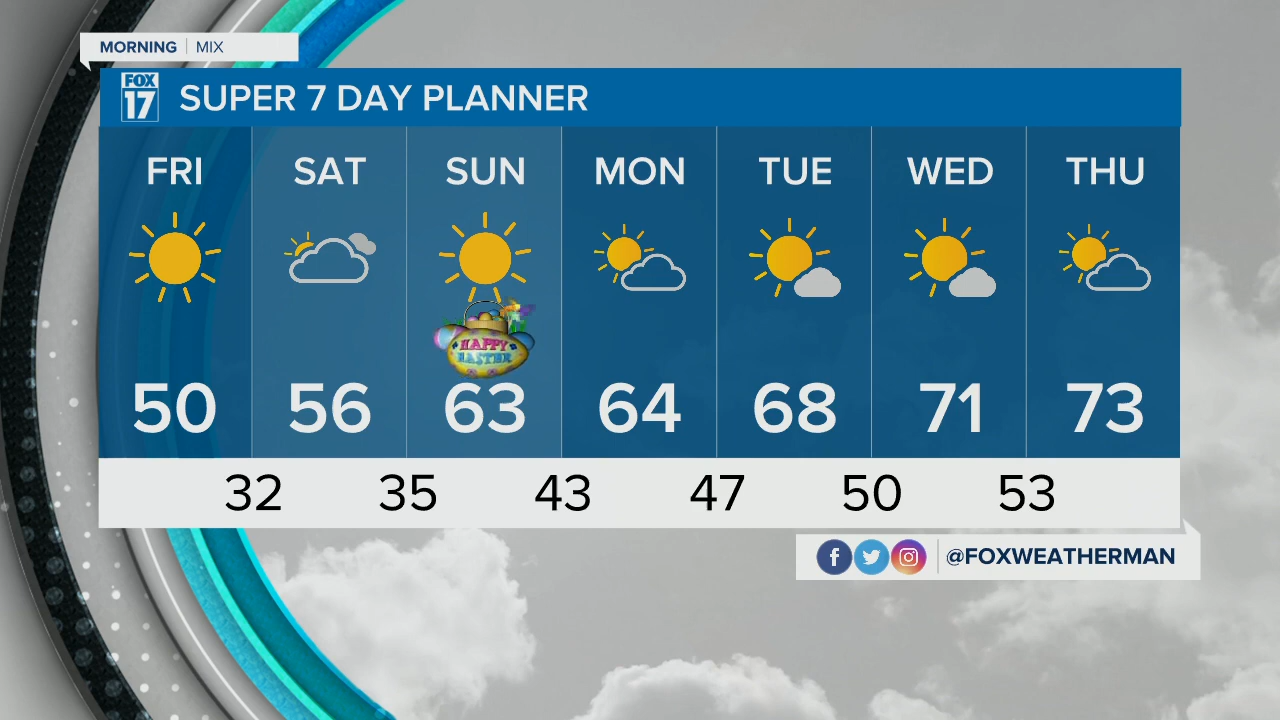 MORNING | MIX
FOX
17
SUPER 7 DAY PLANNER
FRI SAT SUN MON TUE WED THU
HAPPY
EASTER
50 56 63 64 68 71 73
32 35 43 47 50 53
@FOXWEATHERMAN